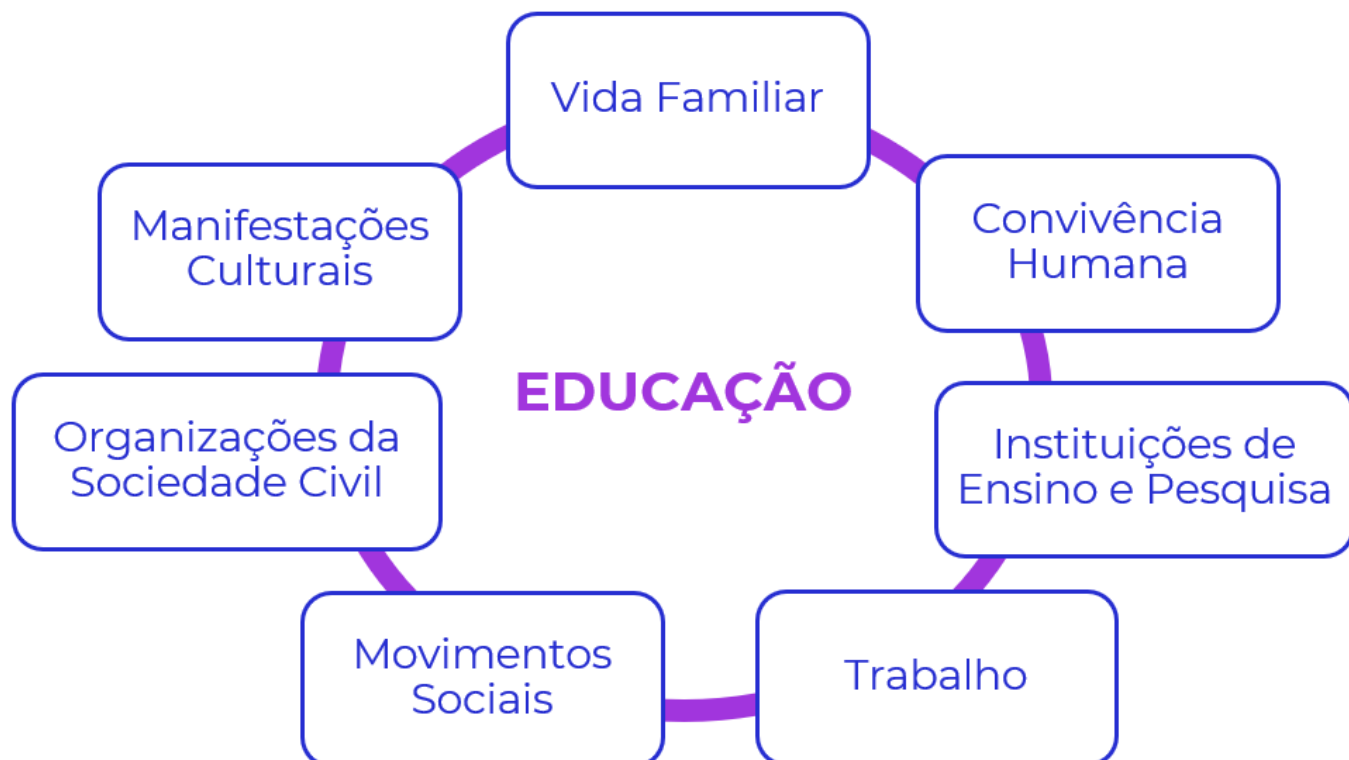 Vida Familiar
Convivência
Humana
Instituições de
Ensino e Pesquisa
Trabalho
Movimentos
Sociais
Organizações da
Sociedade Civil
Manifestações
Culturais
EDUCAÇÃO